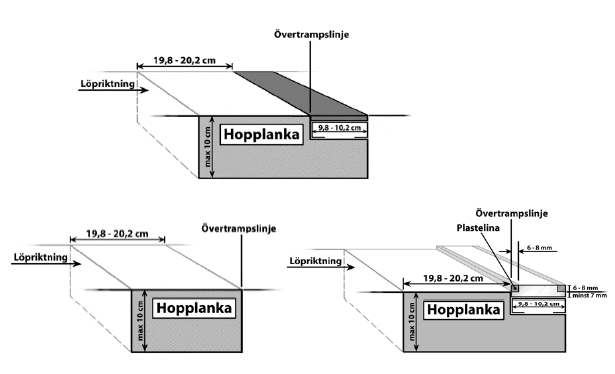 Övertrampslinje
19,8 - 20,2 cm
Löpriktning
max 10 cm
Hopplanka
9,8 - 10,2 cm
19,8 - 20,2 cm
Övertrampslinje
Löpriktning
max 10 cm
Hopplanka
Övertrampslinje
Plastelina
6 - 8 mm
Löpriktning
19,8 - 20,2 cm
6 - 8 mm
minst 7 mm
max 10 cm
Hopplanka
9,8 - 10,2 cm